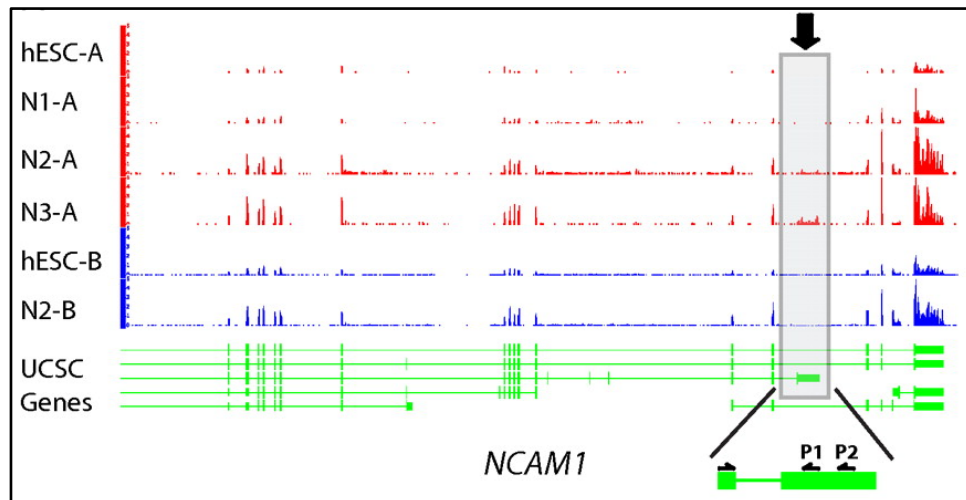 hESC-A
N1-A
N2-A
N3-A
hESC-B
N2-B
UCSC
Genes
P1 P2
NCAM1